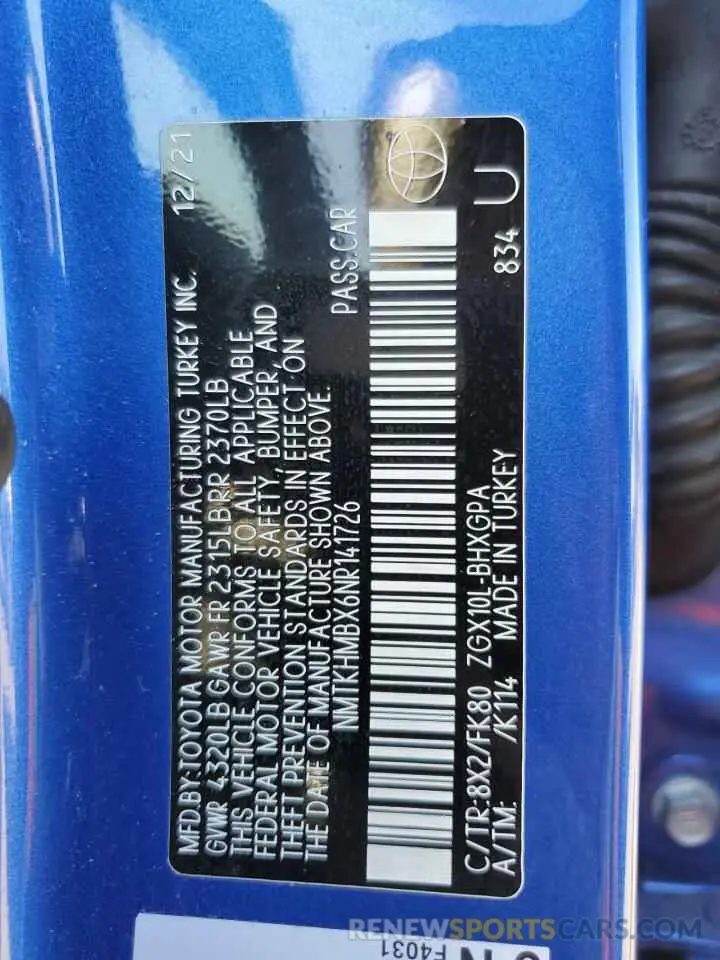 MFD.BY:TOYOTA MOTOR MANUFACTURING TURKEY INC. 12/21
GVWR 4320LB GAWR FR 2315LB RR 2370LB
THIS VEHICLE CONFORMS TO ALL APPLICABLE
FEDERAL MOTOR VEHICLE SAFETY, BUMPER, AND
THEFT PREVENTION STANDARDS IN EFFECT ON
THE DATE OF MANUFACTURE SHOWN ABOVE.
NMTKHMBX6NR141726 PASS.CAR
C/TR:8X2/FK80 ZGX10L-BHXGPA 834 U
A/TM: /K114 MADE IN TURKEY
F4031
RENEWSPORTSCARS.COM